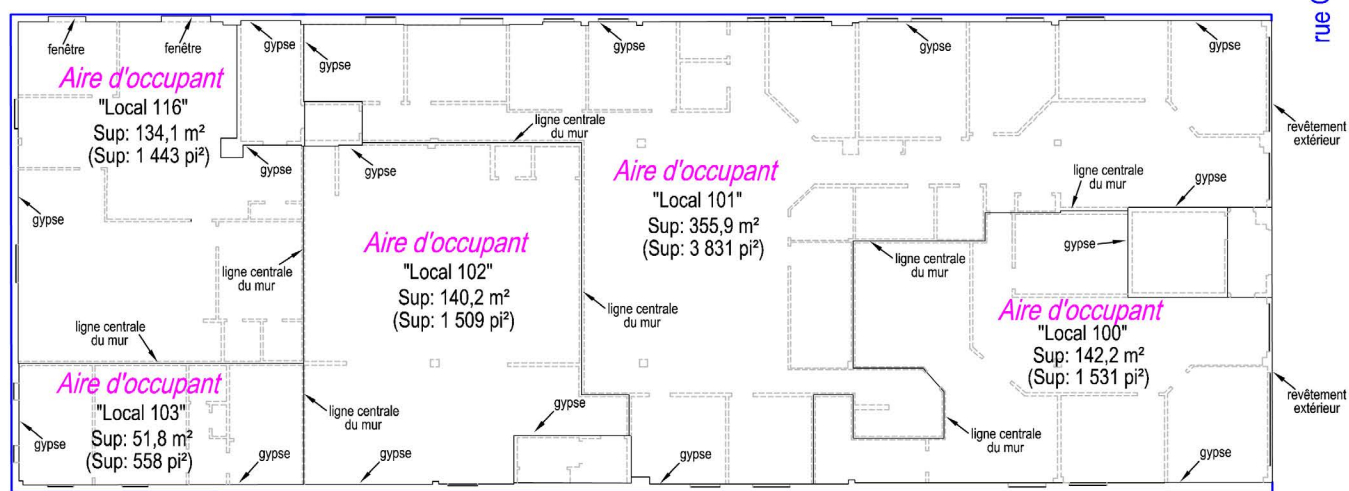 rue (
fenêtre
fenêtre
gypse
gypse
gypse
gypse
gypse
Aire d'occupant
"Local 116"
Sup: 134,1 m²
(Sup: 1 443 pi²)
gypse
gypse
ligne centrale
du mur
gypse
revêtement
extérieur
Aire d'occupant
"Local 101"
Sup: 355,9 m²
(Sup: 3 831 pi²)
ligne centrale
du mur
gypse
gypse
ligne centrale
du mur
Aire d'occupant
"Local 102"
Sup: 140,2 m²
(Sup: 1 509 pi²)
ligne centrale
du mur
ligne centrale
du mur
ligne centrale
du mur
ligne centrale
du mur
Aire d'occupant
"Local 100"
Sup: 142,2 m²
(Sup: 1 531 pi²)
Aire d'occupant
"Local 103"
Sup: 51,8 m²
(Sup: 558 pi²)
gypse
gypse
ligne centrale
du mur
gypse
gypse
gypse
ligne centrale
du mur
gypse
gypse
revêtement
extérieur